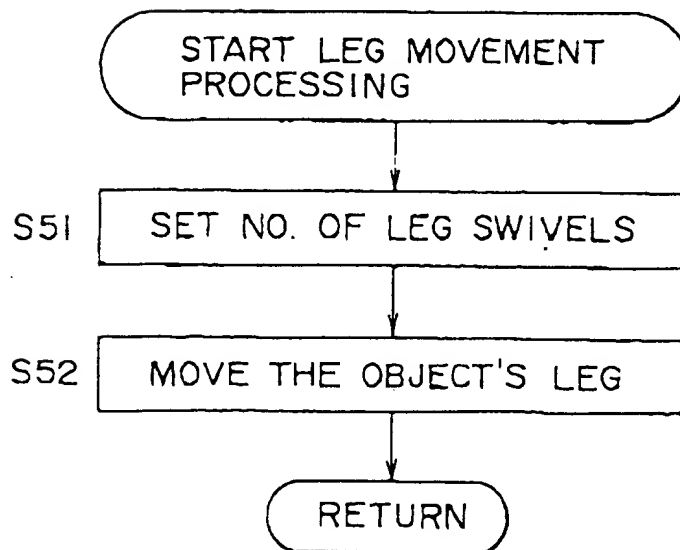 START LEG MOVEMENT
PROCESSING
S51 SET NO. OF LEG SWIVELS
S52 MOVE THE OBJECT'S LEG
RETURN